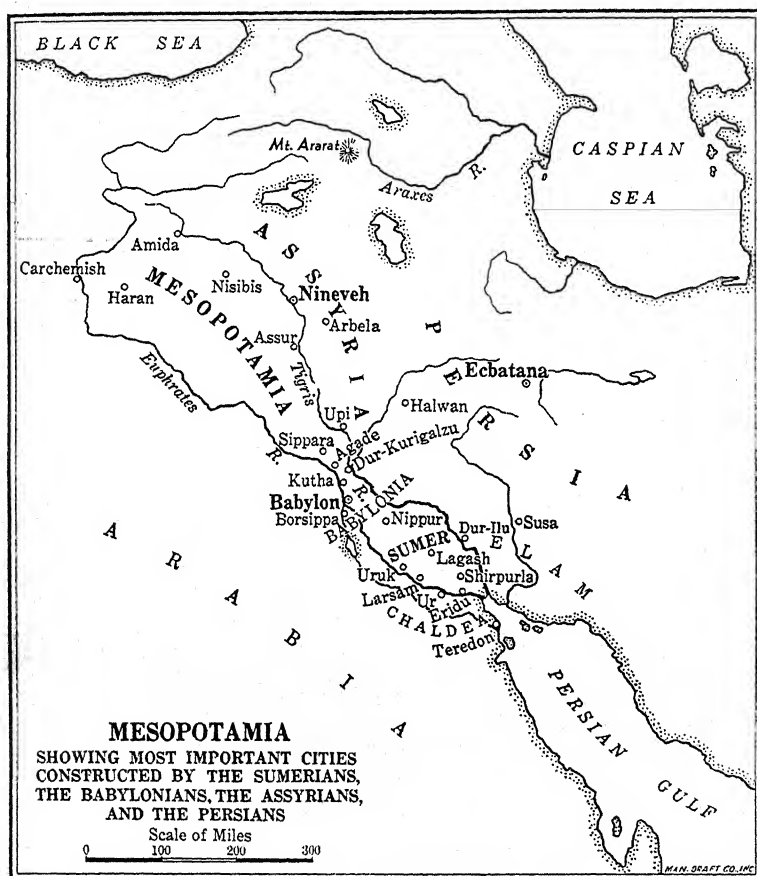 BLACK SEA
CASPIAN
SEA
Mt. Ararat
Araxes R.
Amida
ASSYRIA
Carchemish
Haran
Nisibis
MESOPOTAMIA
Nineveh
Arbela
Assur
Tigris
PERSIA
Ecbatana
Euphrates R.
Halwan
Upi
Sippara
Agade
Dur-Kurigalzu
Kutha
R.
Babylon
BABYLONIA
Borsippa
Nippur
Dur-Ilu
Susa
ELAM
SUMER
Lagash
Uruk
Shirpurla
Larsam
Ur
Eridu
CHALDEA
Teredon
ARABIA
PERSIAN GULF
MESOPOTAMIA
SHOWING MOST IMPORTANT CITIES
CONSTRUCTED BY THE SUMERIANS,
THE BABYLONIANS, THE ASSYRIANS,
AND THE PERSIANS
Scale of Miles
0 100 200 300
MAN. DRAFT CO., INC